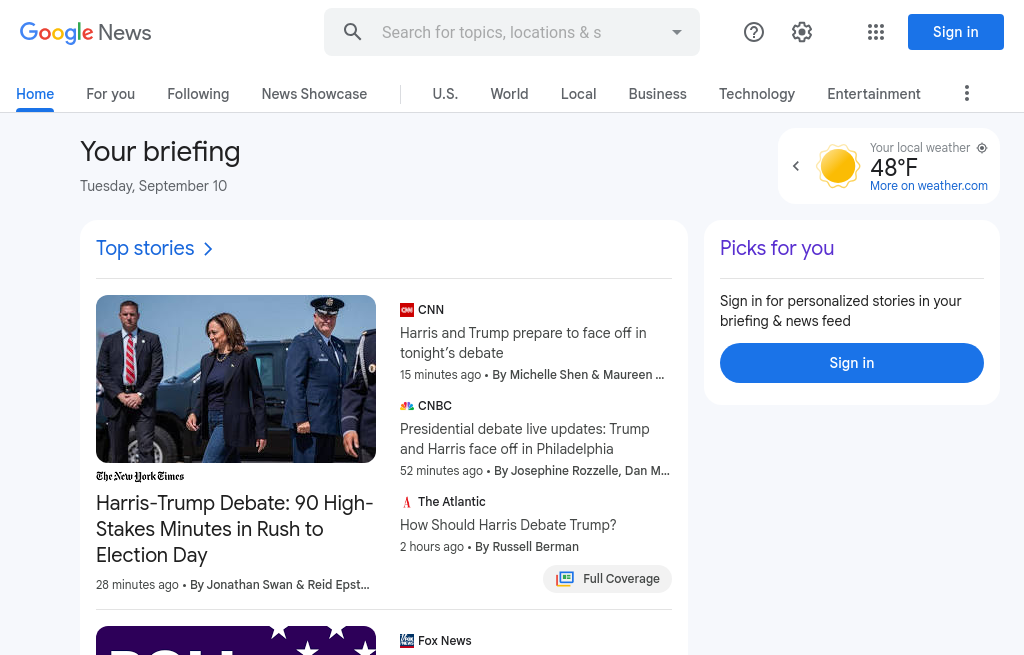 Google News
Search for topics, locations & s
Sign in
Home
For you
Following
News Showcase
U.S.
World
Local
Business
Technology
Entertainment
Your briefing
Tuesday, September 10
Your local weather
48°F
More on weather.com
Top stories
The New York Times
Harris-Trump Debate: 90 High-
Stakes Minutes in Rush to
Election Day
28 minutes ago • By Jonathan Swan & Reid Epst...
CNN
Harris and Trump prepare to face off in
tonight's debate
15 minutes ago • By Michelle Shen & Maureen ...
CNBC
Presidential debate live updates: Trump
and Harris face off in Philadelphia
52 minutes ago • By Josephine Rozzelle, Dan M...
The Atlantic
How Should Harris Debate Trump?
2 hours ago • By Russell Berman
Full Coverage
Fox News
Picks for you
Sign in for personalized stories in your
briefing & news feed
Sign in